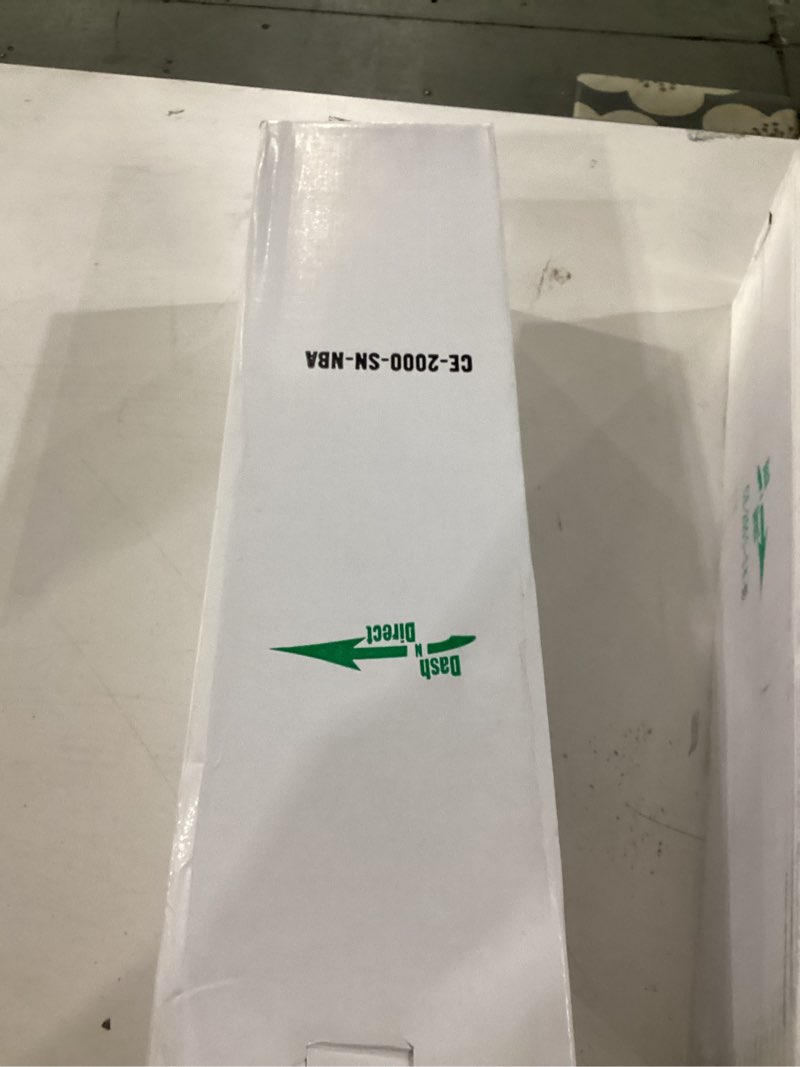 Dash
N
Direct
CE-2000-SN-NBA